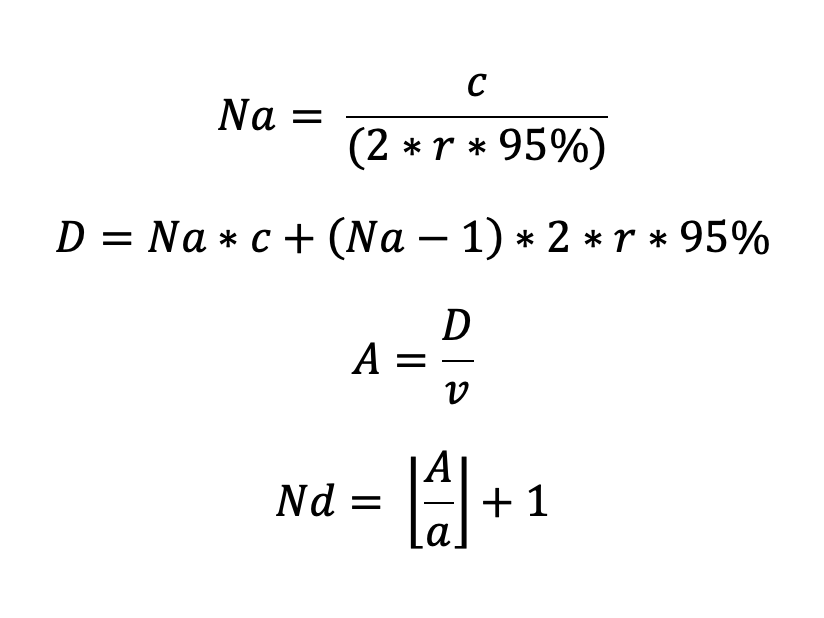 Na = c / (2 * r * 95%)
D = Na * c + (Na − 1) * 2 * r * 95%
A = D / v
Nd = ⌊A / a⌋ + 1